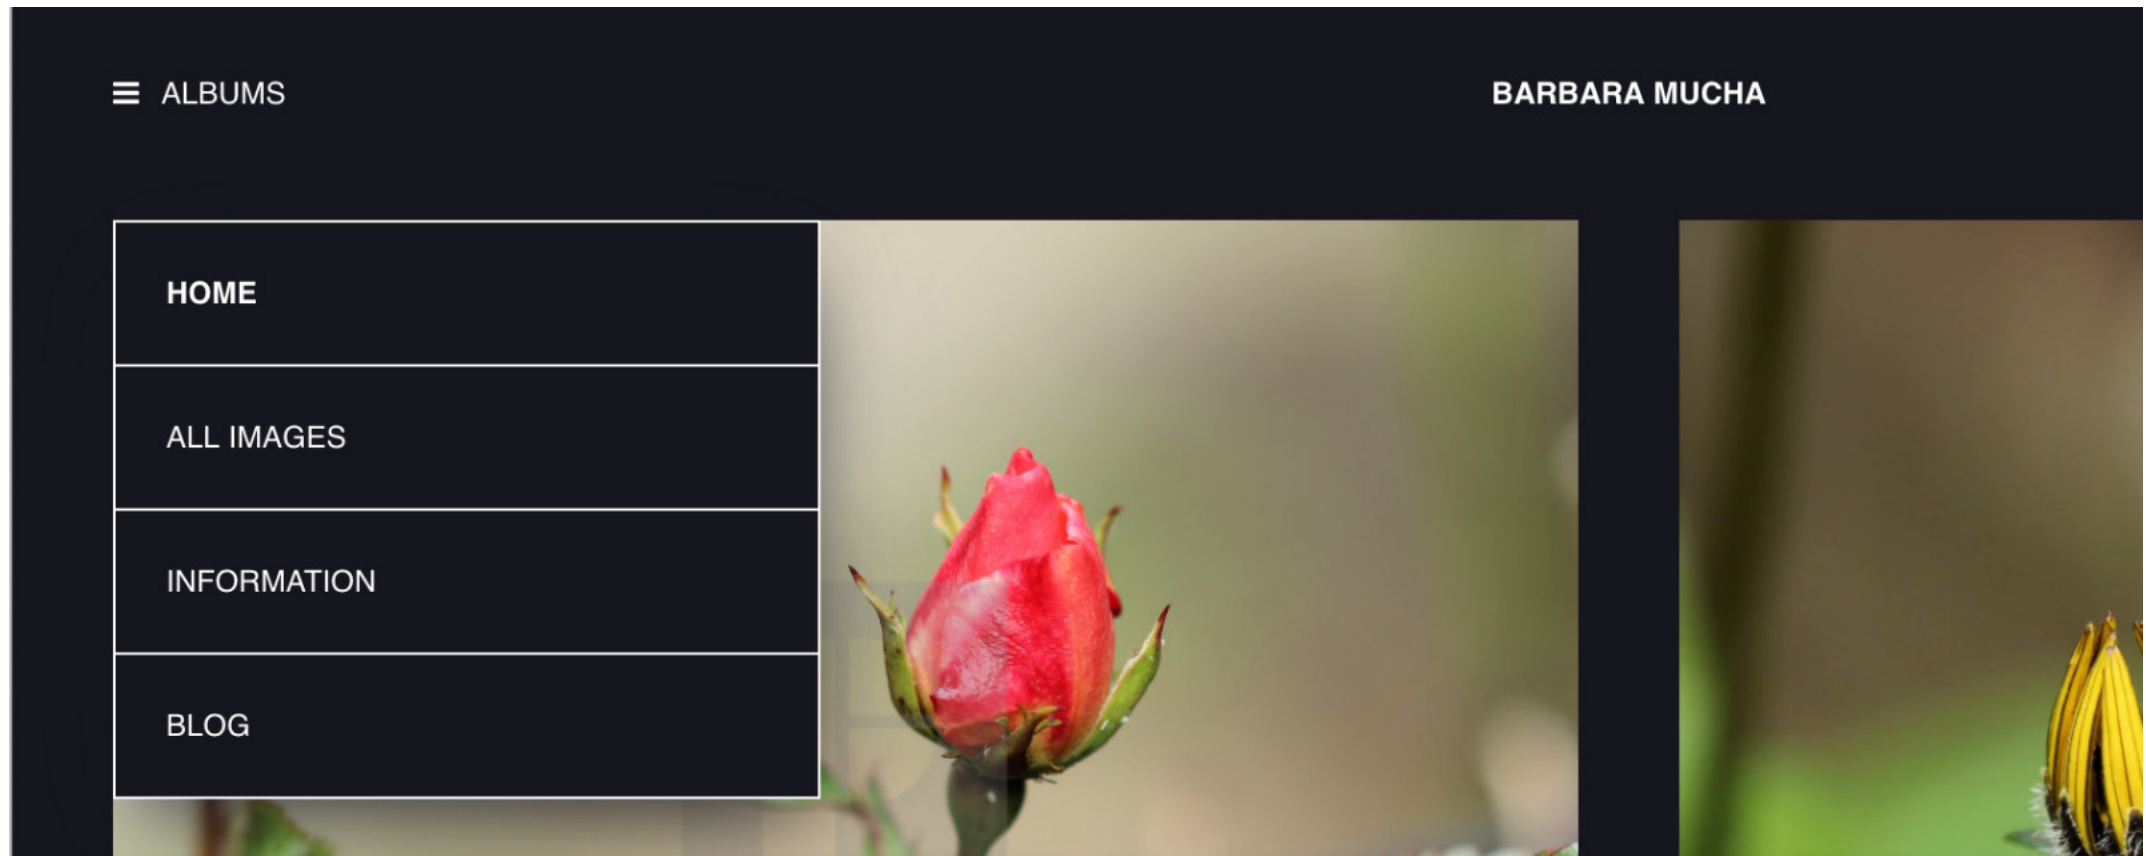 ALBUMS
BARBARA MUCHA
HOME
ALL IMAGES
INFORMATION
BLOG